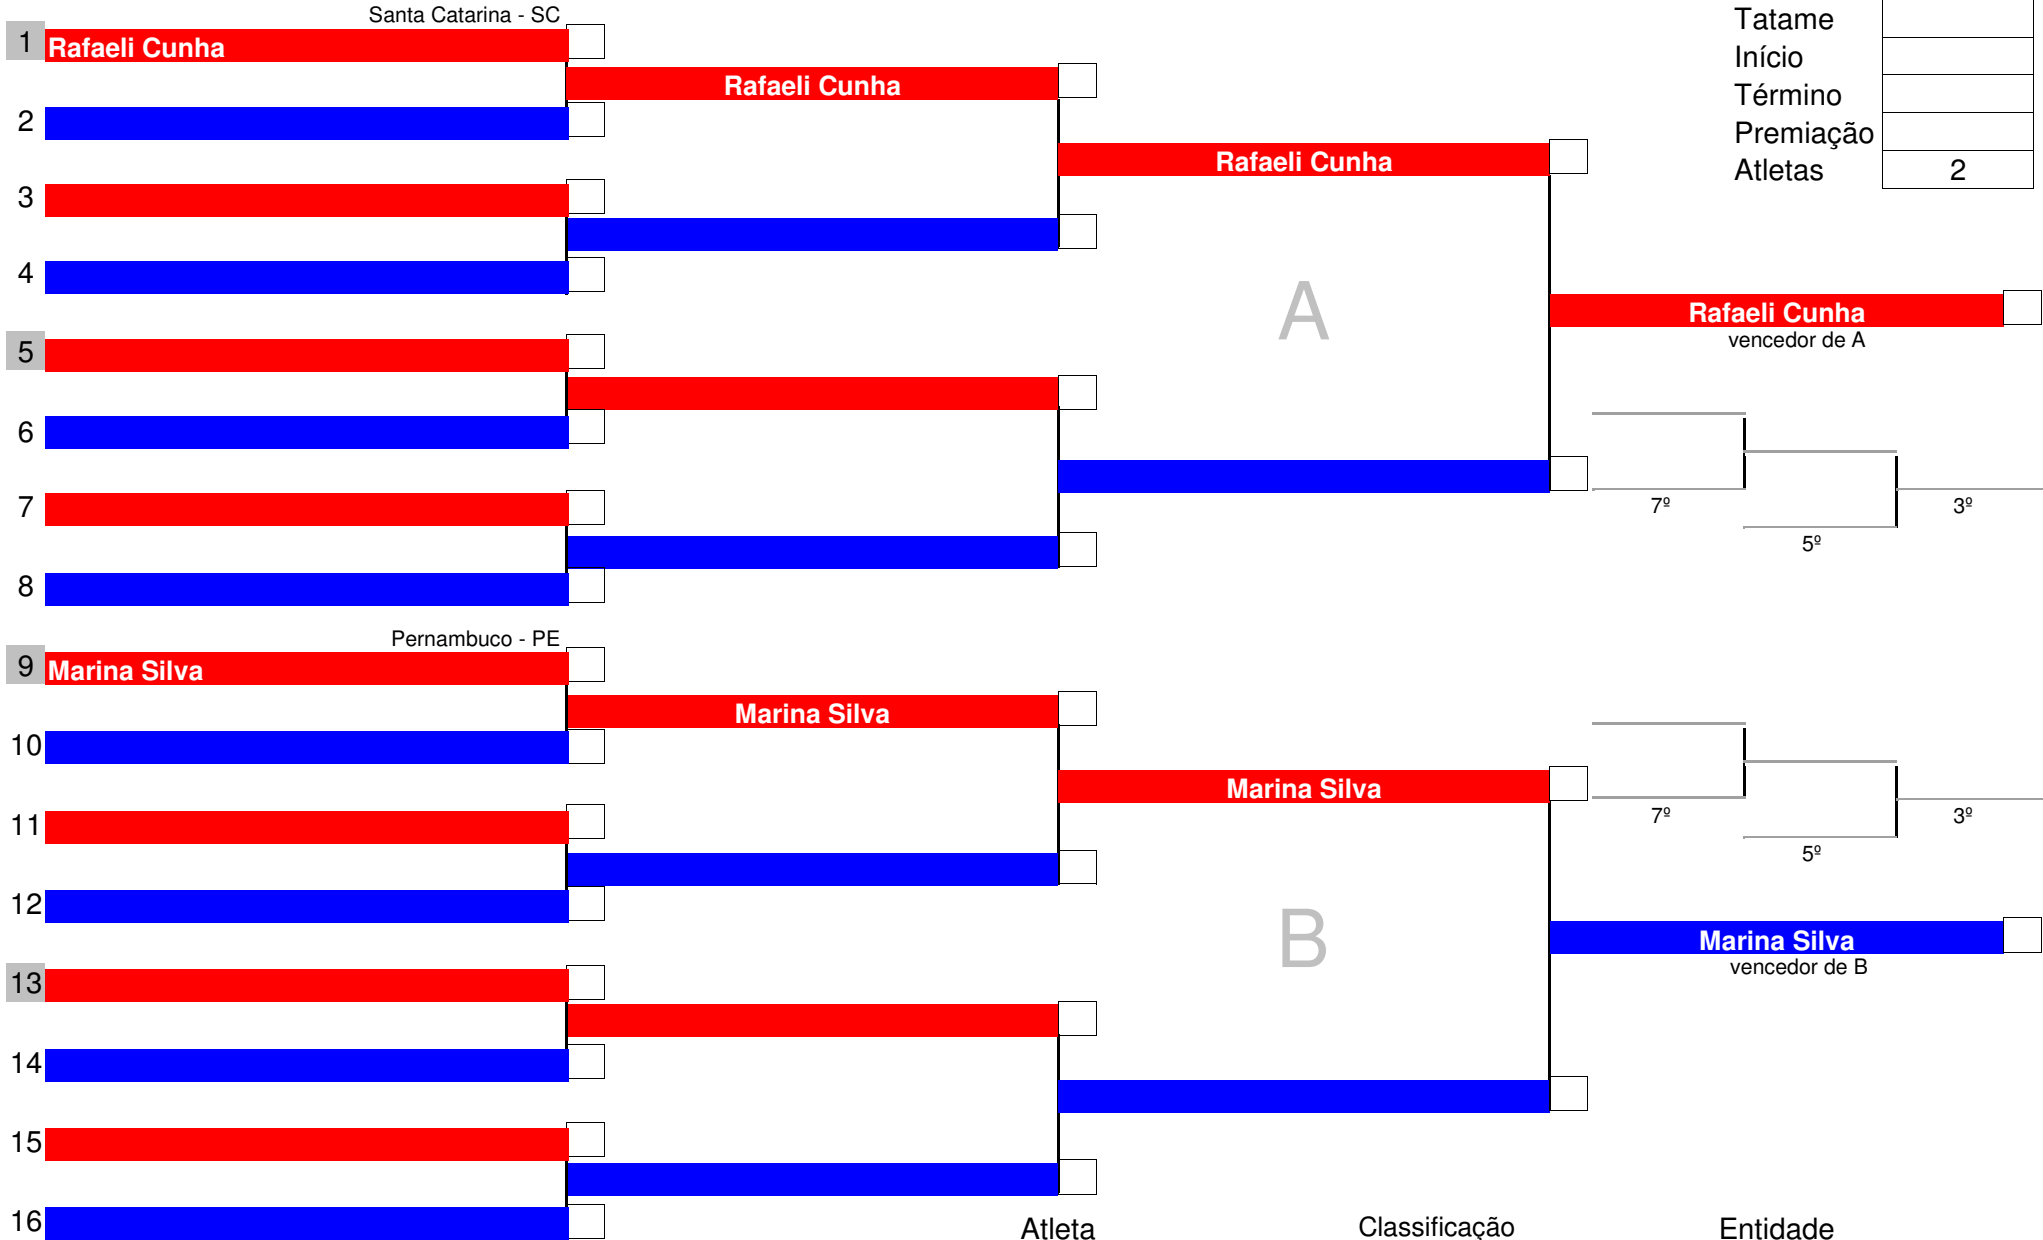 Santa Catarina - SC
Tatame
1 Rafaeli Cunha
Início
Rafaeli Cunha
Término
2
Premiação
Rafaeli Cunha
Atletas 2
3
4
A
Rafaeli Cunha
vencedor de A
5
6
7
7º 3º
5º
8
Pernambuco - PE
9 Marina Silva
Marina Silva
10
Marina Silva
11
7º 3º
5º
12
B
Marina Silva
vencedor de B
13
14
15
16
Atleta Classificação Entidade